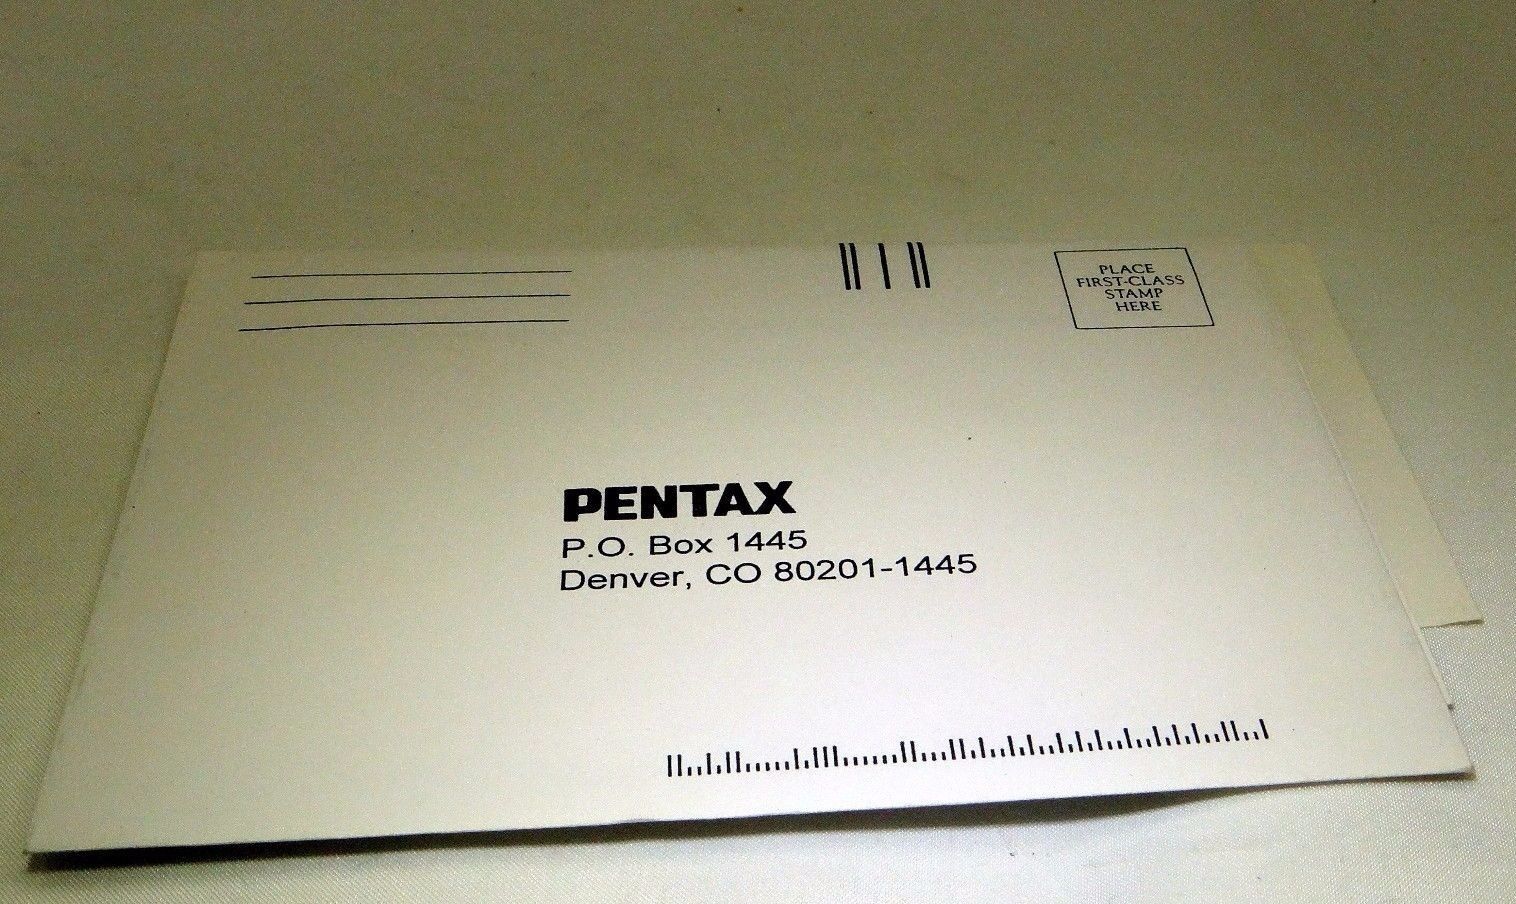 PLACE
FIRST-CLASS
STAMP
HERE
PENTAX
P.O. Box 1445
Denver, CO 80201-1445